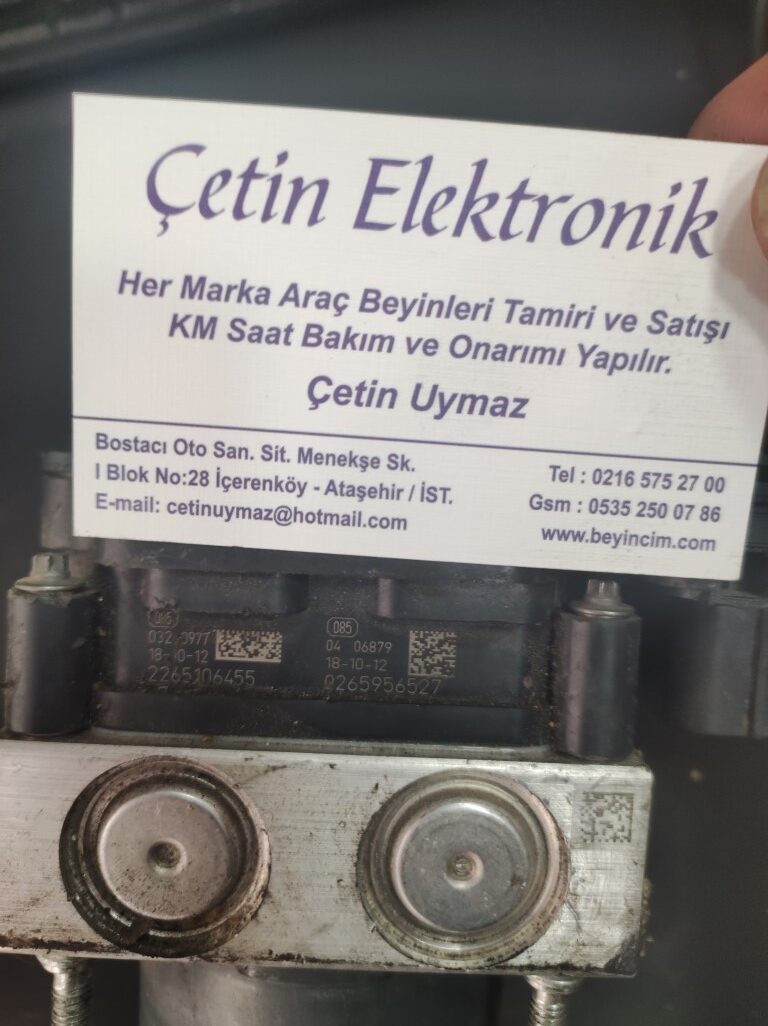 Çetin Elektronik
Her Marka Araç Beyinleri Tamiri ve Satışı
KM Saat Bakım ve Onarımı Yapılır.
Çetin Uymaz
Bostacı Oto San. Sit. Menekşe Sk.
I Blok No:28 İçerenköy - Ataşehir / İST.
E-mail: cetinuymaz@hotmail.com
Tel : 0216 575 27 00
Gsm : 0535 250 07 86
www.beyincim.com
18-10-12
2265106455
085
04 06879
18-10-12
0265956527